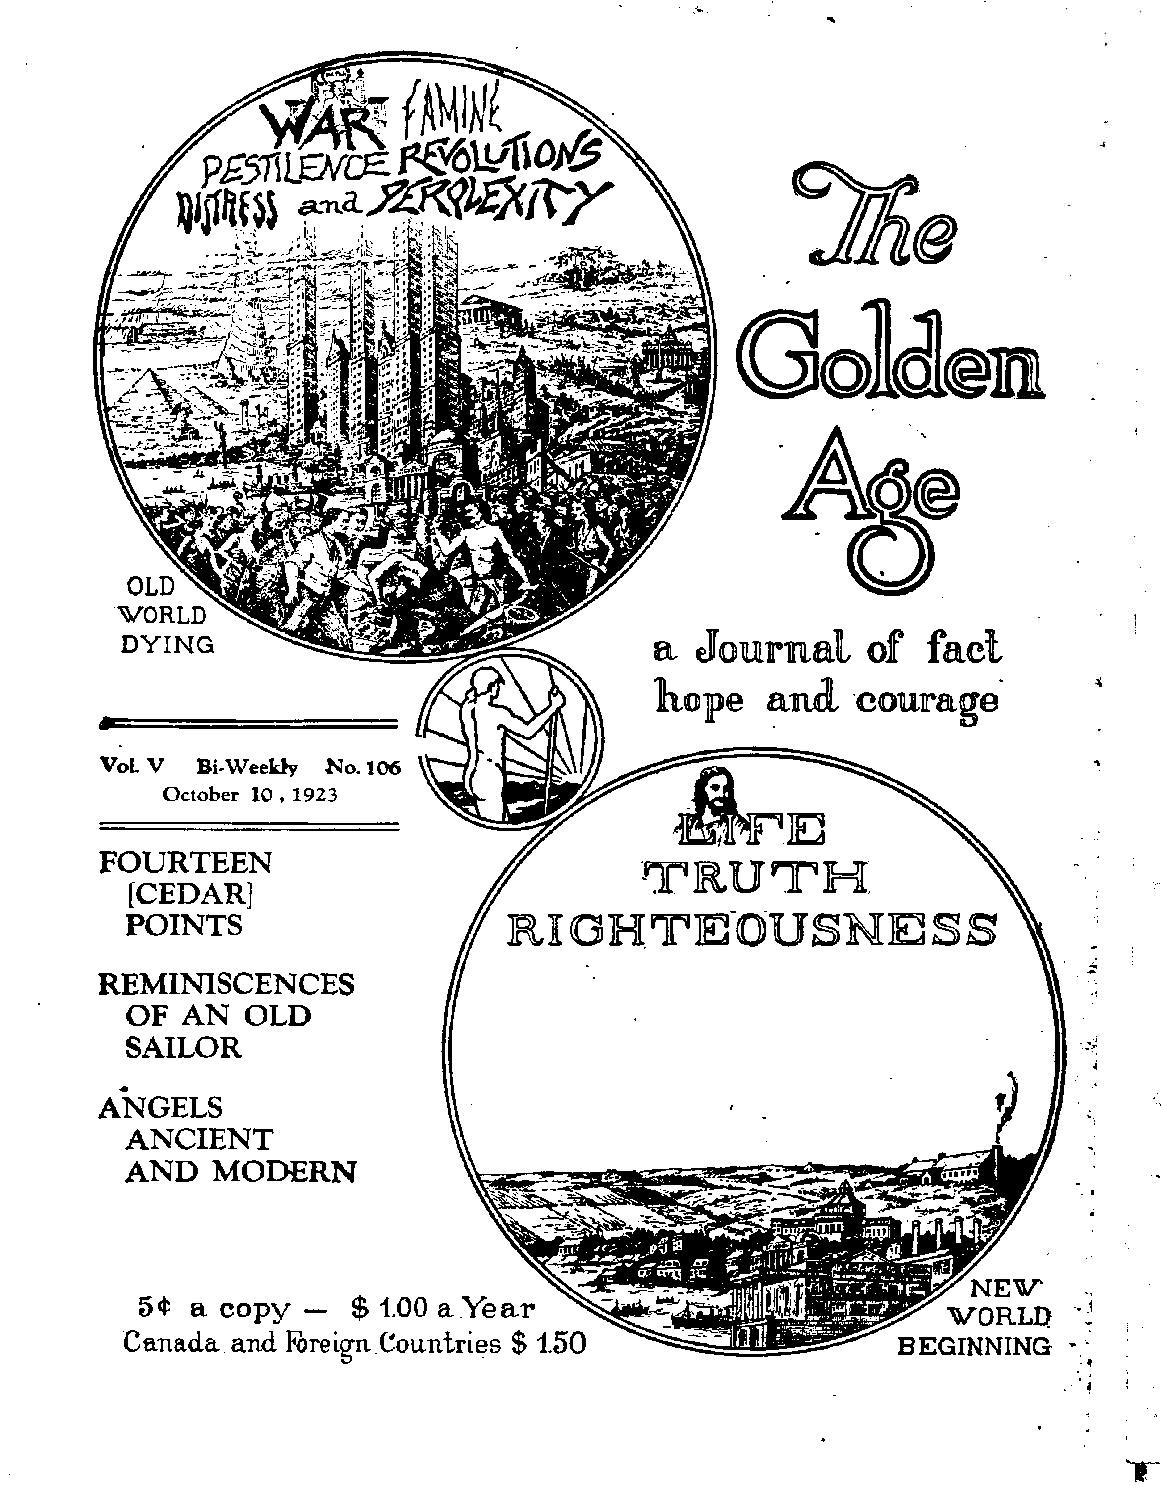 WAR FAMINE
PESTILENCE REVOLUTIONS
DISTRESS and PERPLEXITY
The
Golden
Age
OLD
WORLD
DYING
a Journal of fact
hope and courage
Vol. V Bi-Weekly No. 106
October 10, 1923
FOURTEEN
[CEDAR]
POINTS
REMINISCENCES
OF AN OLD
SAILOR
ANGELS
ANCIENT
AND MODERN
LIFE
TRUTH
RIGHTEOUSNESS
5¢ a copy — $ 1.00 a Year
Canada and Foreign Countries $ 1.50
NEW
WORLD
BEGINNING